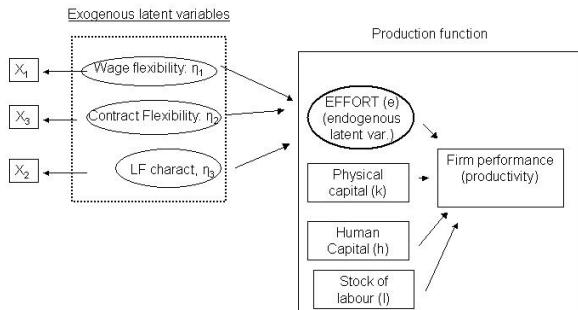 Exogenous latent variables
Production function
X1
Wage flexibility: η1
X3
Contract Flexibility: η2
X2
LF charact, η3
EFFORT (e)
(endogenous
latent var.)
Physical
capital (k)
Human
Capital (h)
Stock of
labour (l)
Firm performance
(productivity)